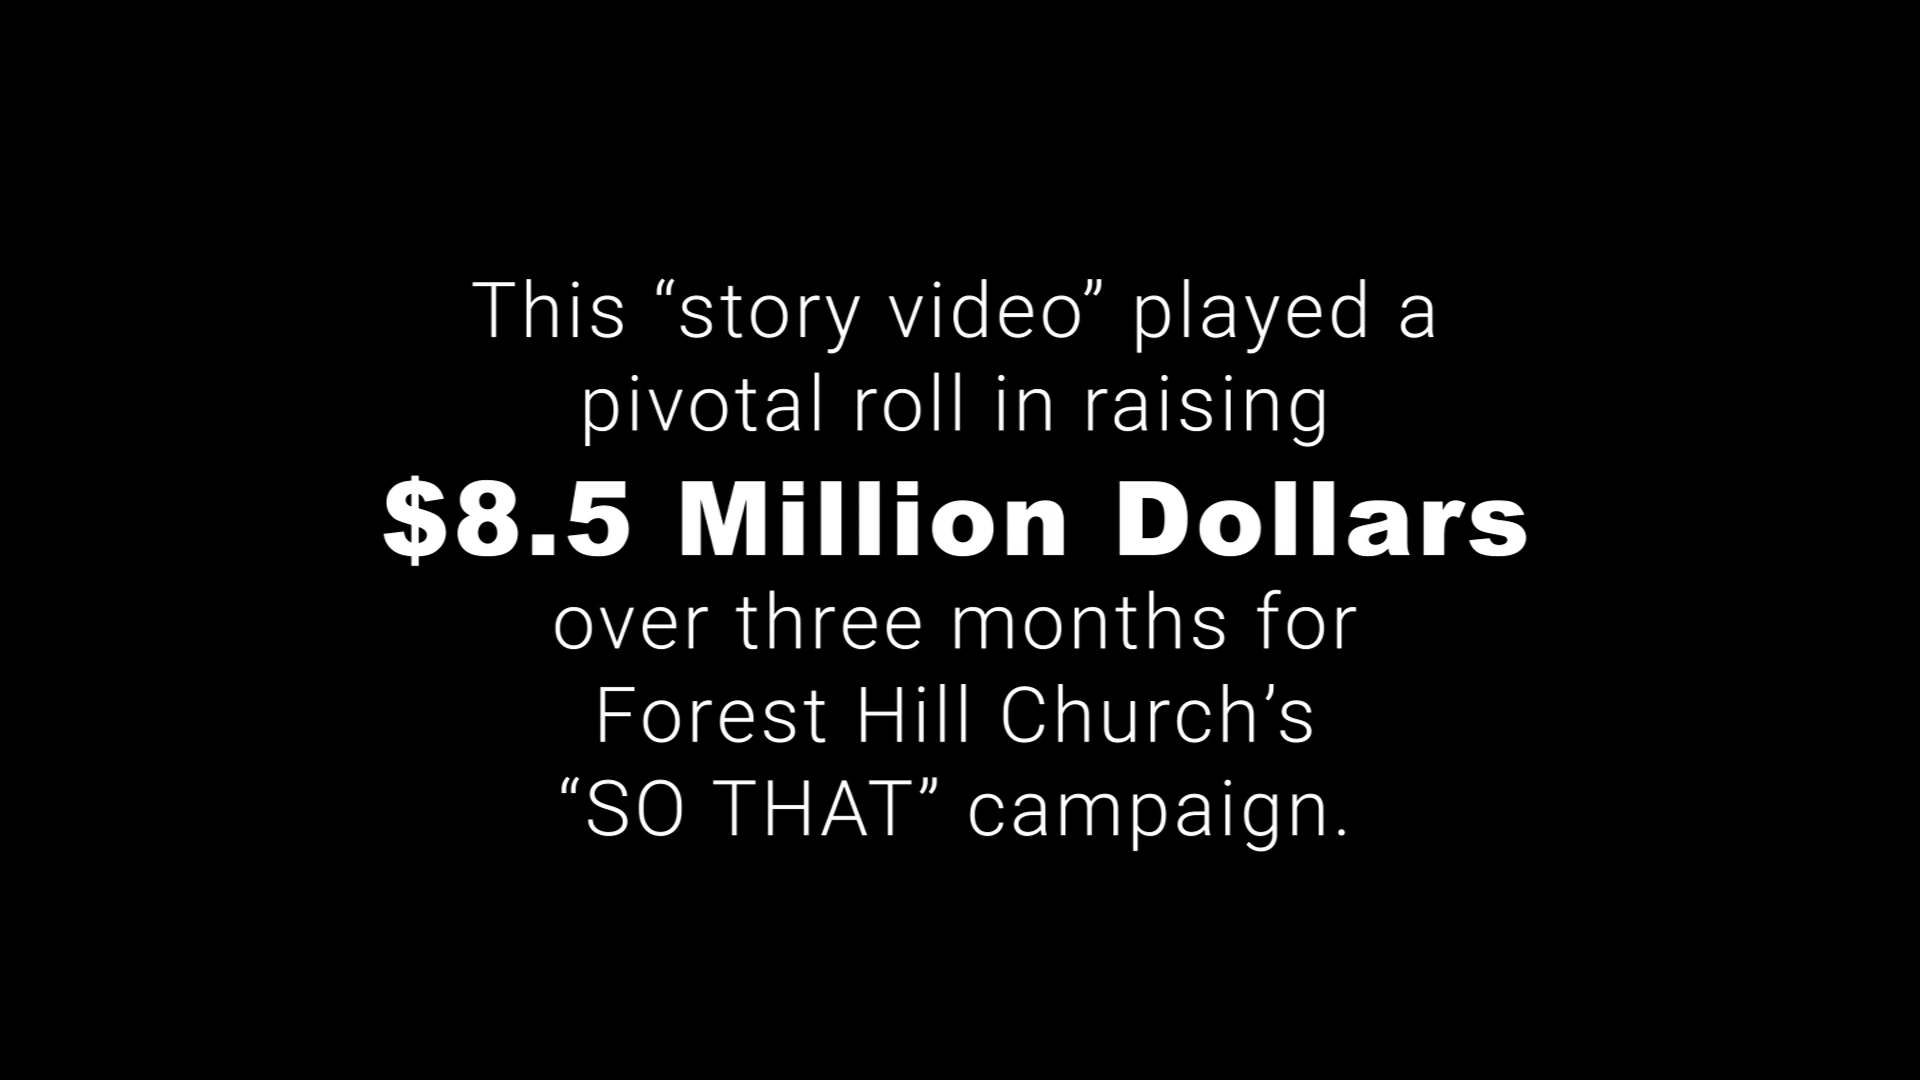 This “story video” played a
pivotal roll in raising
$8.5 Million Dollars
over three months for
Forest Hill Church’s
“SO THAT” campaign.